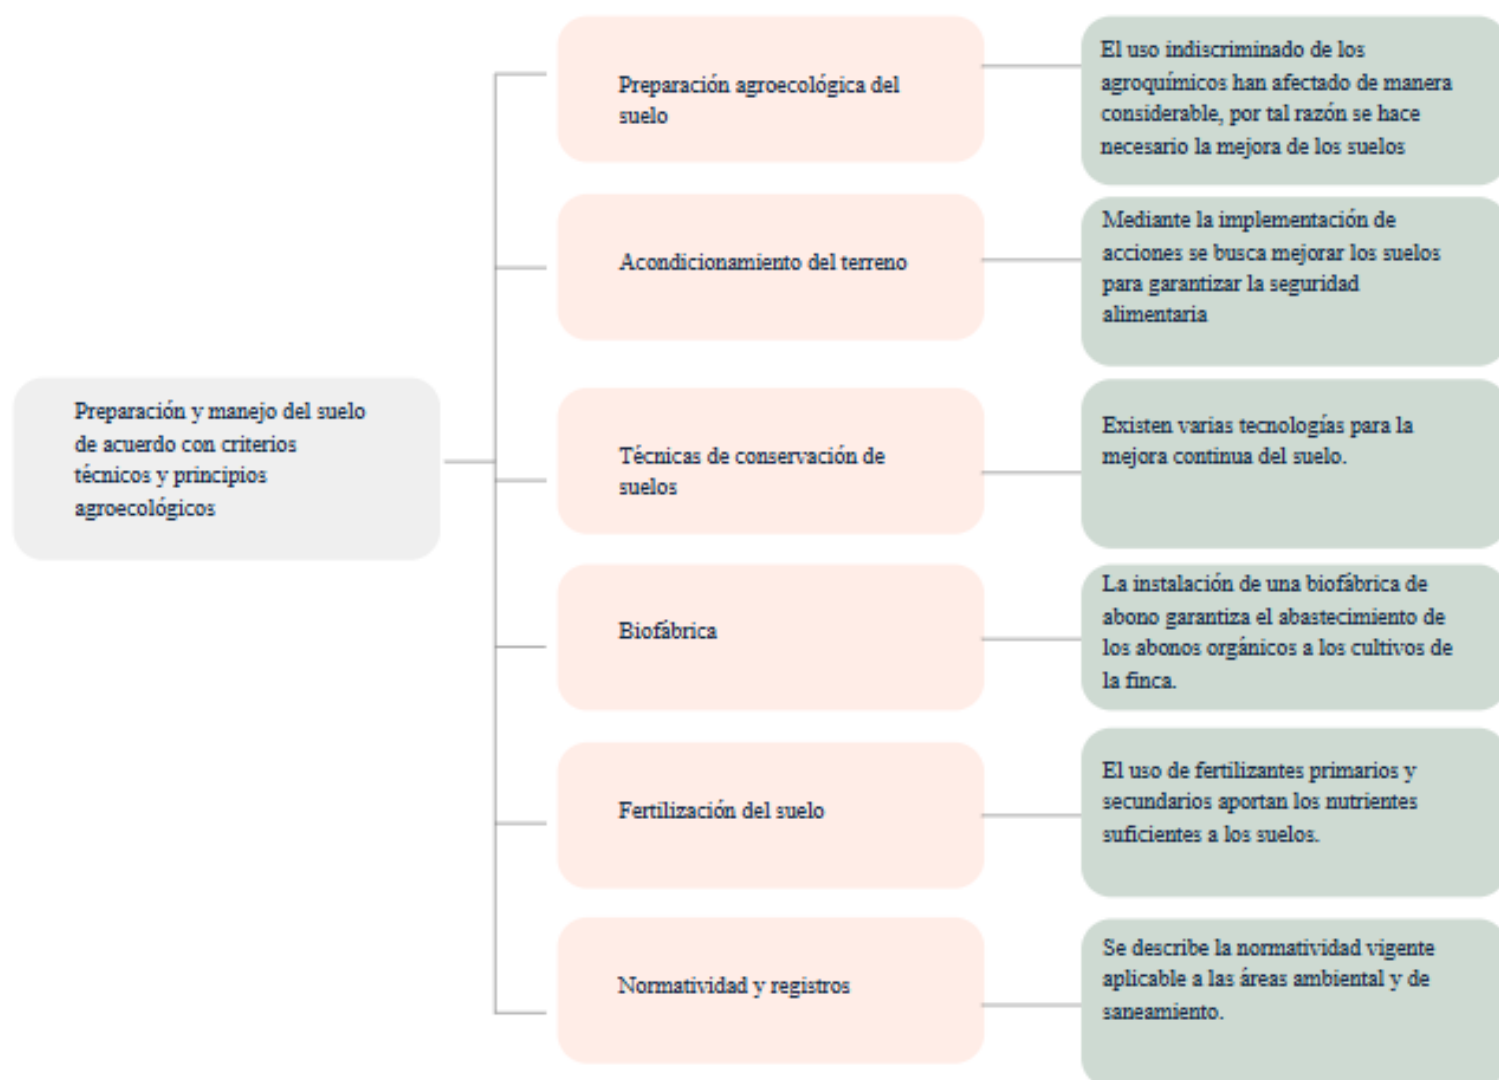 Preparación y manejo del suelo
de acuerdo con criterios
técnicos y principios
agroecológicos
Preparación agroecológica del
suelo
El uso indiscriminado de los
agroquímicos han afectado de manera
considerable, por tal razón se hace
necesario la mejora de los suelos
Acondicionamiento del terreno
Mediante la implementación de
acciones se busca mejorar los suelos
para garantizar la seguridad
alimentaria
Técnicas de conservación de
suelos
Existen varias tecnologías para la
mejora continua del suelo.
Biofábrica
La instalación de una biofábrica de
abono garantiza el abastecimiento de
los abonos orgánicos a los cultivos de
la finca.
Fertilización del suelo
El uso de fertilizantes primarios y
secundarios aportan los nutrientes
suficientes a los suelos.
Normatividad y registros
Se describe la normatividad vigente
aplicable a las áreas ambiental y de
saneamiento.